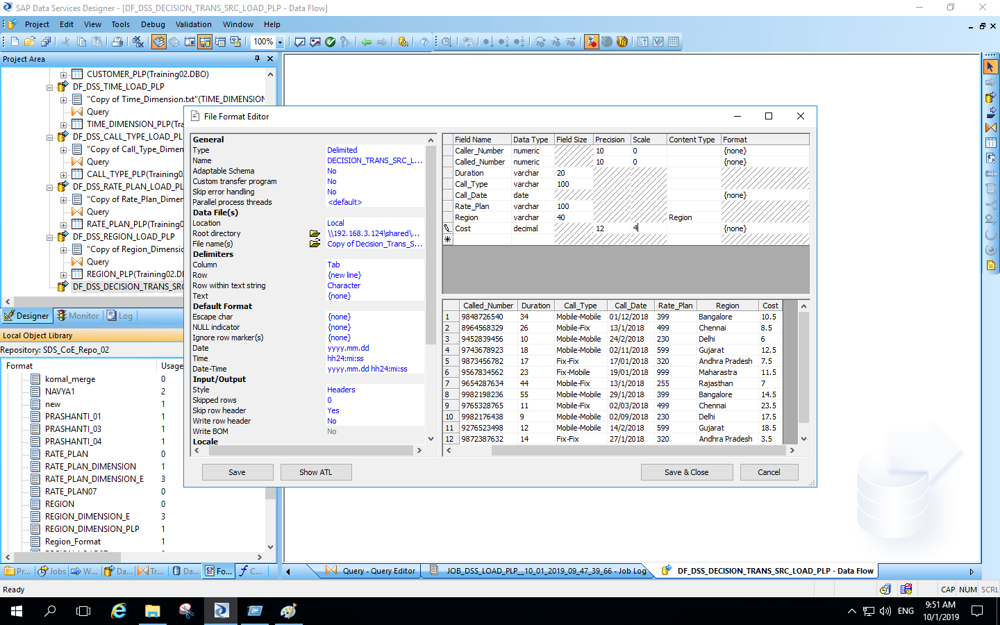 SAP Data Services Designer - [DF_DSS_DECISION_TRANS_SRC_LOAD_PLP - Data Flow]
Project Edit View Tools Debug Validation Window Help
100%
Project Area
CUSTOMER_PLP(Training02.DBO)
DF_DSS_TIME_LOAD_PLP
"Copy of Time_Dimension.txt"(TIME_DIMENSION
Query
TIME_DIMENSION_PLP(Tra
DF_DSS_CALL_TYPE_LOAD_PL
"Copy of Call_Type_Dimen
Query
CALL_TYPE_PLP(Training0
DF_DSS_RATE_PLAN_LOAD_PL
"Copy of Rate_Plan_Dimen
Query
RATE_PLAN_PLP(Training0
DF_DSS_REGION_LOAD_PLP
"Copy of Region_Dimensio
Query
REGION_PLP(Training02.D
DF_DSS_DECISION_TRANS_SRC
Designer Monitor Log
Local Object Library
Repository: SDS_CoE_Repo_02
Format Usage
komal_merge 0
NAVYA1 2
new 1
PRASHANTI_01 1
PRASHANTI_03 1
PRASHANTI_04 1
RATE_PLAN 0
RATE_PLAN_DIMENSION 1
RATE_PLAN_DIMENSION_E 3
RATE_PLAN07 0
REGION 0
REGION_DIMENSION_E 3
REGION_DIMENSION_PLP 1
Region_Format 1
Pr... Jobs W... Da... Tr... Da... Fo... C...
File Format Editor
General
Type Delimited
Name DECISION_TRANS_SRC_L...
Adaptable Schema No
Custom transfer program No
Skip error handling No
Parallel process threads <default>
Data File(s)
Location Local
Root directory \\192.168.3.124\shared\...
File name(s) Copy of Decision_Trans_S...
Delimiters
Column Tab
Row {new line}
Row within text string Character
Text {none}
Default Format
Escape char {none}
NULL indicator {none}
Ignore row marker(s) {none}
Date yyyy.mm.dd
Time hh24:mi:ss
Date-Time yyyy.mm.dd hh24:mi:ss
Input/Output
Style Headers
Skipped rows 0
Skip row header Yes
Write row header No
Write BOM No
Locale
Field Name Data Type Field Size Precision Scale Content Type Format
Caller_Number numeric 10 0 {none}
Called_Number numeric 10 0 {none}
Duration varchar 20
Call_Type varchar 100
Call_Date date {none}
Rate_Plan varchar 100
Region varchar 40 Region
Cost decimal 12 4 {none}
Called_Number Duration Call_Type Call_Date Rate_Plan Region Cost
1 9848726540 34 Mobile-Mobile 01/12/2018 399 Bangalore 10.5
2 8964568329 26 Mobile-Fix 13/1/2018 499 Chennai 8.5
3 9452839456 10 Mobile-Mobile 24/2/2018 230 Delhi 6
4 9743678923 18 Mobile-Mobile 02/11/2018 599 Gujarat 12.5
5 9873456782 17 Fix-Fix 17/01/2018 320 Andhra Pradesh 7.5
6 9567834562 23 Fix-Mobile 19/01/2018 999 Maharastra 11.5
7 9654287634 44 Mobile-Fix 13/1/2018 255 Rajasthan 7
8 9982198236 55 Mobile-Mobile 29/1/2018 399 Bangalore 14.5
9 9765328765 11 Mobile-Fix 02/03/2018 499 Chennai 23.5
10 9982176438 9 Mobile-Mobile 02/09/2018 230 Delhi 17.5
11 9276523498 12 Mobile-Mobile 14/2/2018 599 Gujarat 18.5
12 9872387632 14 Fix-Fix 27/1/2018 320 Andhra Pradesh 3.5
Save Show ATL Save & Close Cancel
Query - Query Editor JOB_DSS_LOAD_PLP__10_01_2019_09_47_39_66 - Job Log DF_DSS_DECISION_TRANS_SRC_LOAD_PLP - Data Flow
Ready CAP NUM SCRL
ENG 9:51 AM
10/1/2019